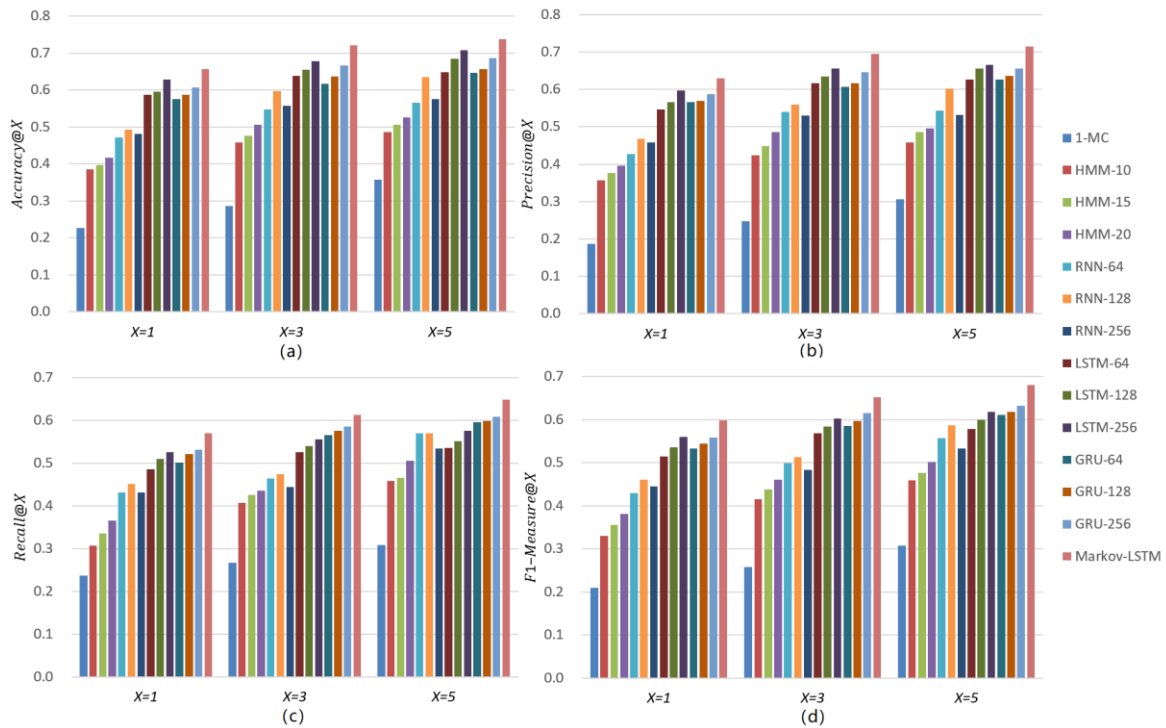 0.8
0.7
0.6
0.5
0.4
0.3
0.2
0.1
0.0
Accuracy@X
X=1
X=3
X=5
(a)
0.8
0.7
0.6
0.5
0.4
0.3
0.2
0.1
0.0
Precision@X
X=1
X=3
X=5
(b)
0.7
0.6
0.5
0.4
0.3
0.2
0.1
0.0
Recall@X
X=1
X=3
X=5
(c)
0.7
0.6
0.5
0.4
0.3
0.2
0.1
0.0
F1-Measure@X
X=1
X=3
X=5
(d)
1-MC
HMM-10
HMM-15
HMM-20
RNN-64
RNN-128
RNN-256
LSTM-64
LSTM-128
LSTM-256
GRU-64
GRU-128
GRU-256
Markov-LSTM